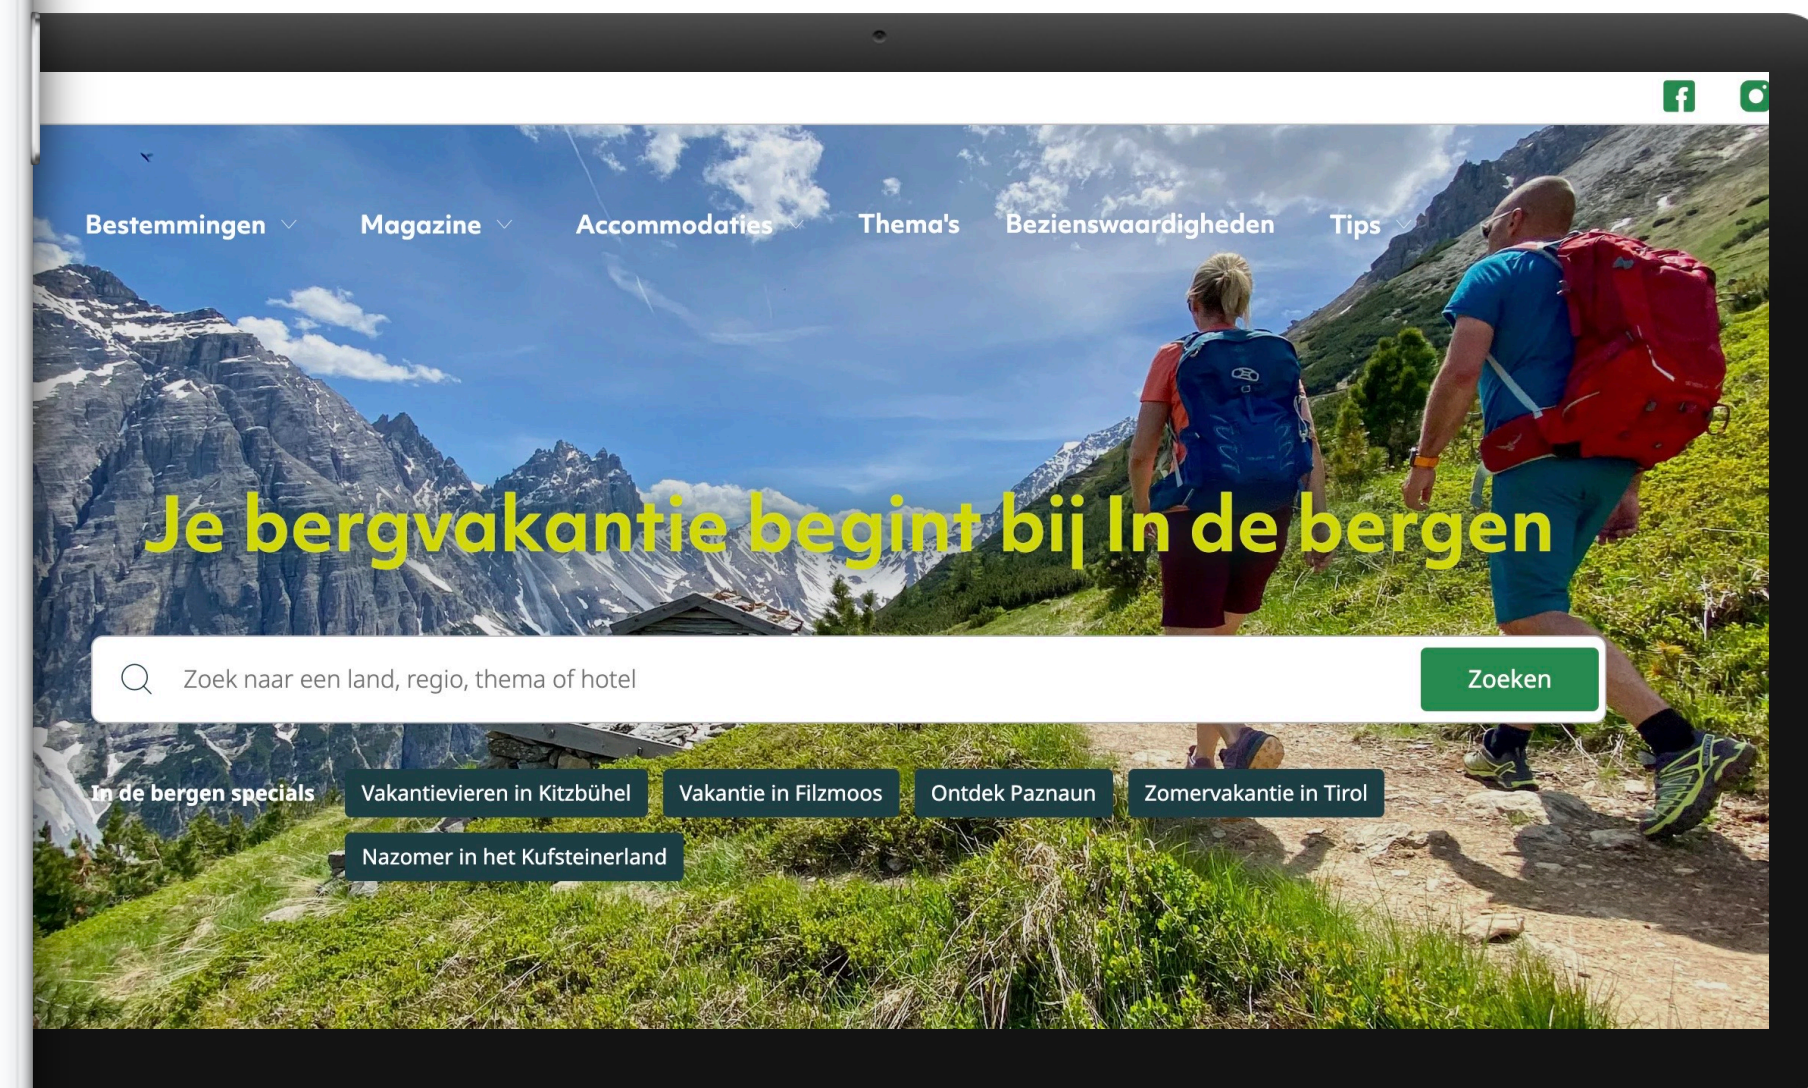 Bestemmingen Magazine Accommodaties Thema's Bezienswaardigheden Tips
Je bergvakantie begint bij In de bergen
Zoek naar een land, regio, thema of hotel Zoeken
In de bergen specials Vakantievieren in Kitzbühel Vakantie in Filzmoos Ontdek Paznaun Zomervakantie in Tirol
Nazomer in het Kufsteinerland